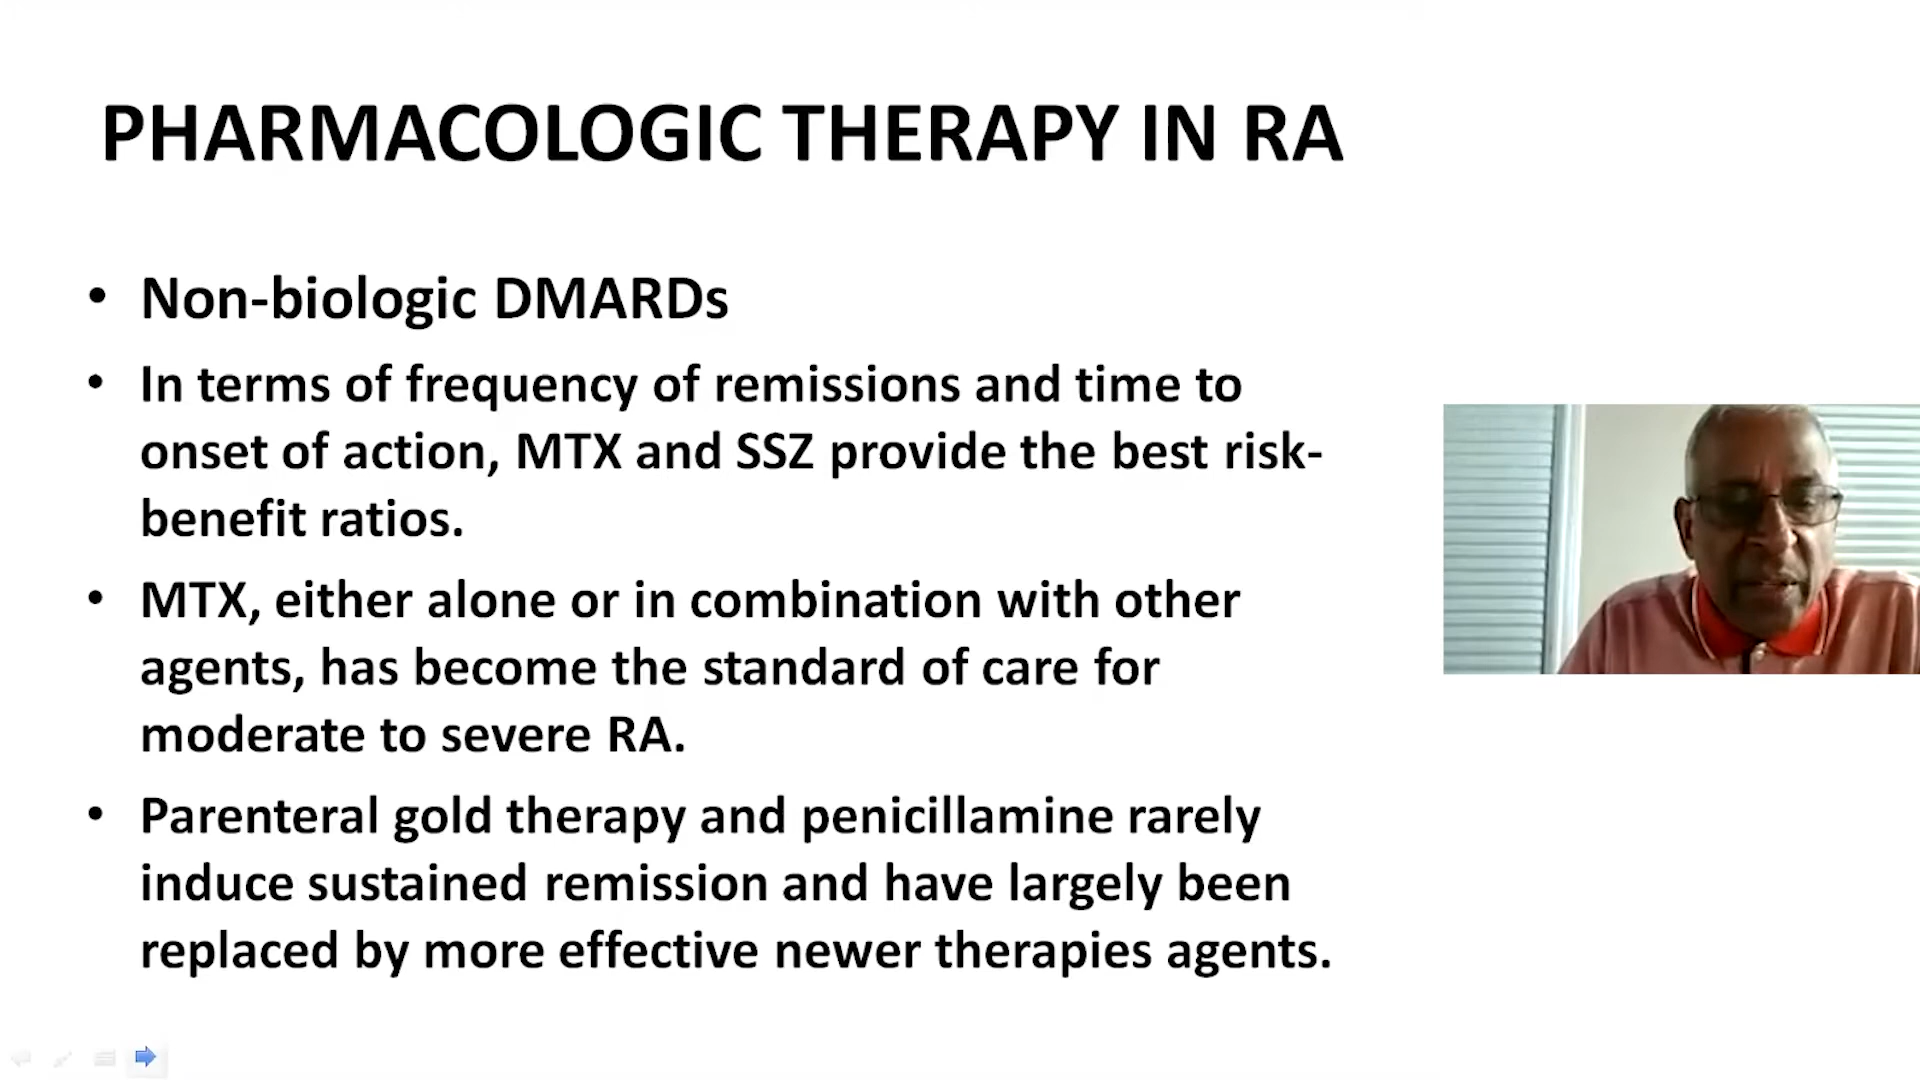 PHARMACOLOGIC THERAPY IN RA
• Non-biologic DMARDs
• In terms of frequency of remissions and time to
onset of action, MTX and SSZ provide the best risk-
benefit ratios.
• MTX, either alone or in combination with other
agents, has become the standard of care for
moderate to severe RA.
• Parenteral gold therapy and penicillamine rarely
induce sustained remission and have largely been
replaced by more effective newer therapies agents.